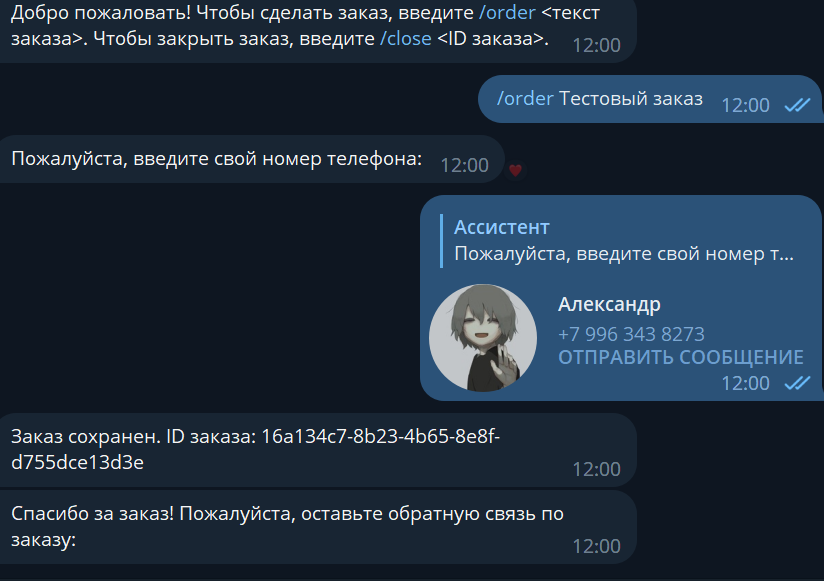 Добро пожаловать! Чтобы сделать заказ, введите /order <текст
заказа>. Чтобы закрыть заказ, введите /close <ID заказа>.
12:00
/order Тестовый заказ
12:00
Пожалуйста, введите свой номер телефона:
12:00
Ассистент
Пожалуйста, введите свой номер т...
Александр
+7 996 343 8273
ОТПРАВИТЬ СООБЩЕНИЕ
12:00
Заказ сохранен. ID заказа: 16a134c7-8b23-4b65-8e8f-
d755dce13d3e
12:00
Спасибо за заказ! Пожалуйста, оставьте обратную связь по
заказу:
12:00